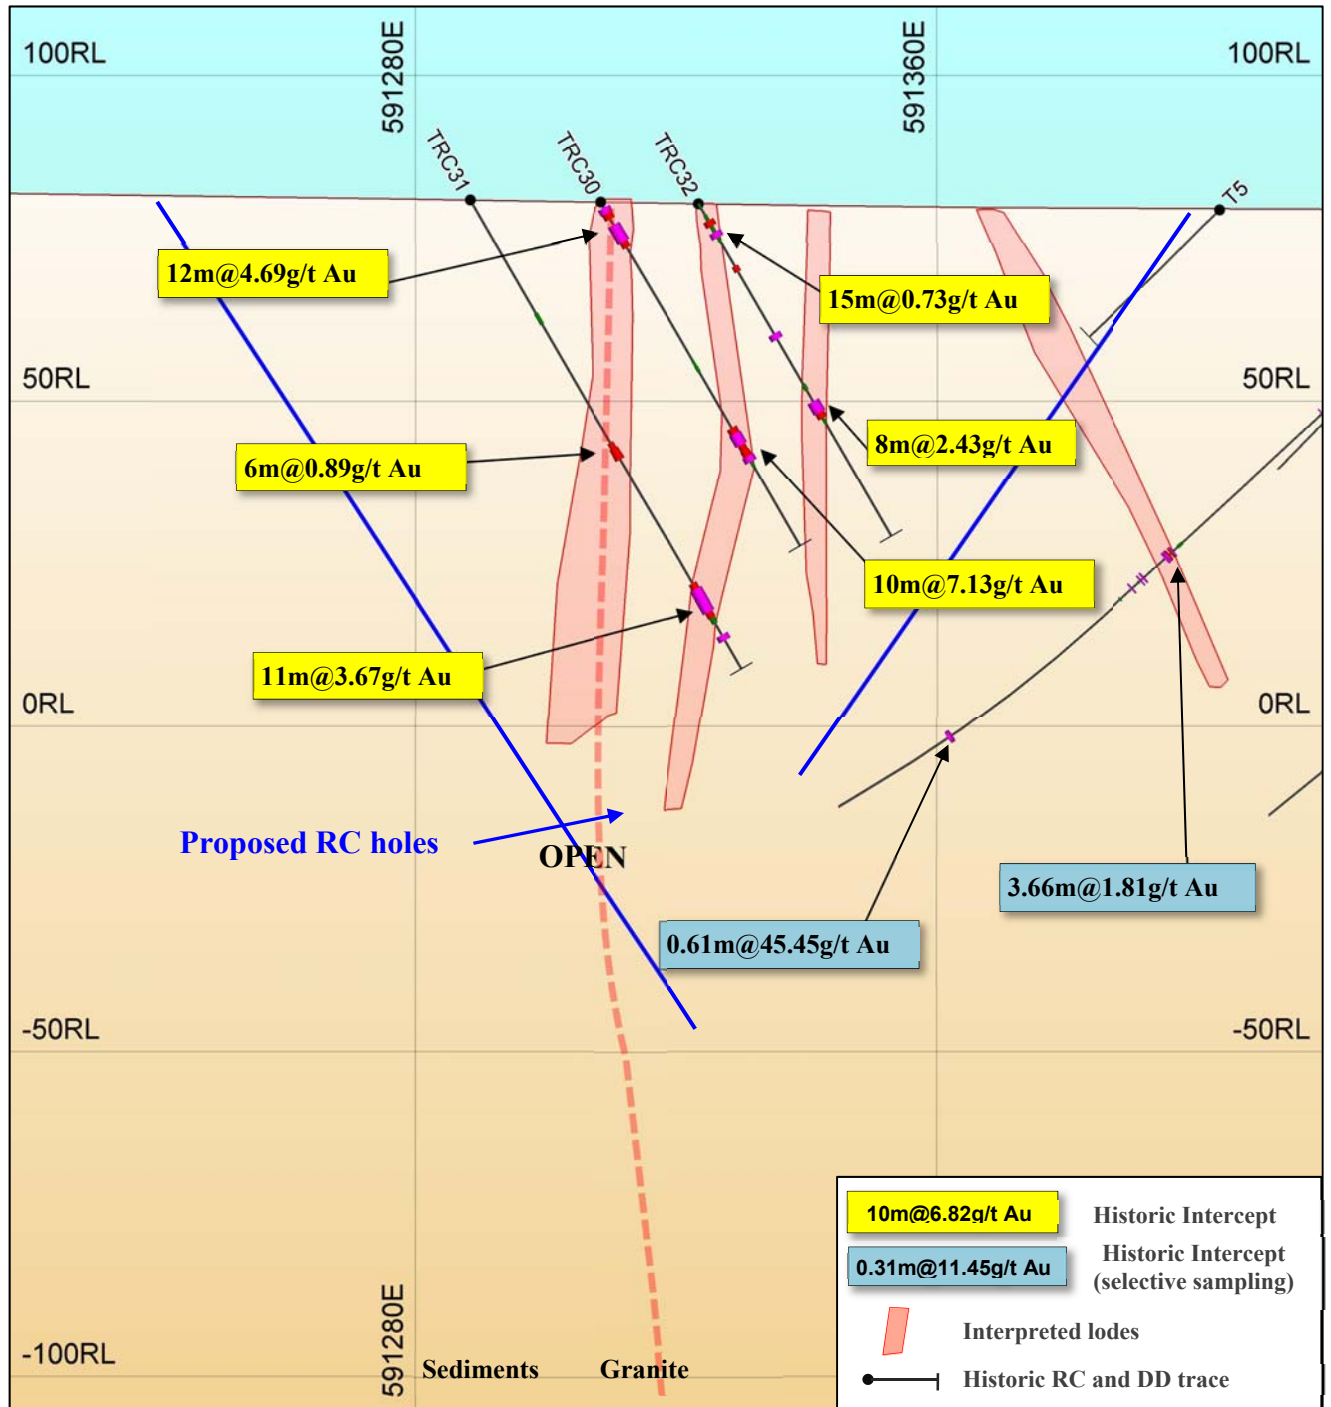 100RL
591280E
591360E
100RL
TRC31
TRC30
TRC32
T5
12m@4.69g/t Au
15m@0.73g/t Au
50RL
50RL
6m@0.89g/t Au
8m@2.43g/t Au
10m@7.13g/t Au
11m@3.67g/t Au
0RL
0RL
Proposed RC holes
OPEN
3.66m@1.81g/t Au
0.61m@45.45g/t Au
-50RL
-50RL
10m@6.82g/t Au
Historic Intercept
0.31m@11.45g/t Au
Historic Intercept
(selective sampling)
Interpreted lodes
Historic RC and DD trace
-100RL
591280E
Sediments
Granite